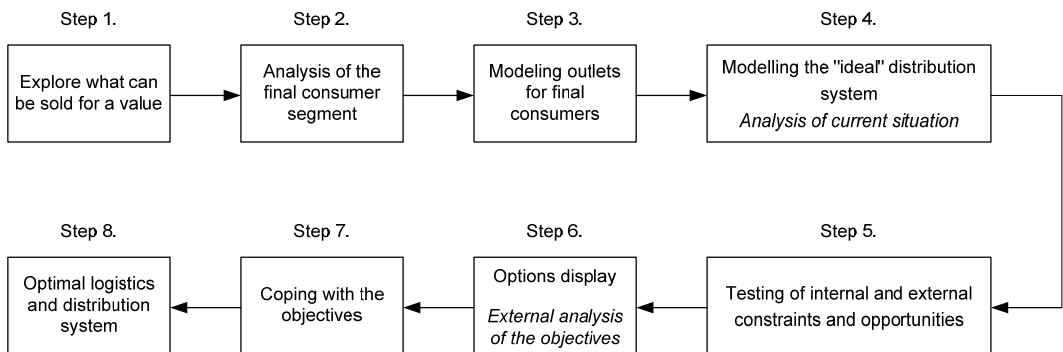 Step 1.
Explore what can
be sold for a value
Step 2.
Analysis of the
final consumer
segment
Step 3.
Modeling outlets
for final
consumers
Step 4.
Modelling the "ideal" distribution
system
Analysis of current situation
Step 5.
Testing of internal and external
constraints and opportunities
Step 6.
Options display
External analysis
of the objectives
Step 7.
Coping with the
objectives
Step 8.
Optimal logistics
and distribution
system